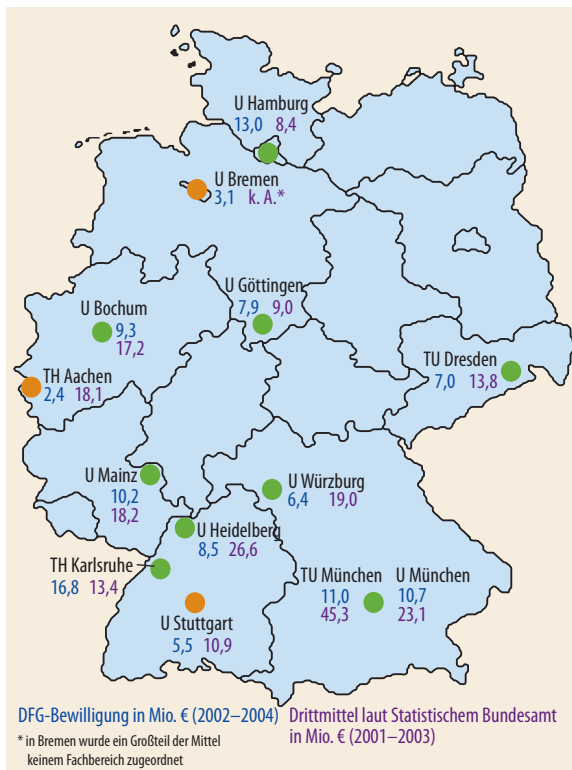 U Hamburg
13,0 8,4
U Bremen
3,1 k. A.*
U Göttingen
7,9 9,0
U Bochum
9,3
17,2
TU Dresden
7,0 13,8
TH Aachen
2,4 18,1
U Mainz
10,2
18,2
U Würzburg
6,4 19,0
U Heidelberg
8,5 26,6
TH Karlsruhe
16,8 13,4
TU München
11,0
45,3
U München
10,7
23,1
U Stuttgart
5,5 10,9
DFG-Bewilligung in Mio. € (2002–2004)
Drittmittel laut Statistischem Bundesamt
in Mio. € (2001–2003)
* in Bremen wurde ein Großteil der Mittel
keinem Fachbereich zugeordnet